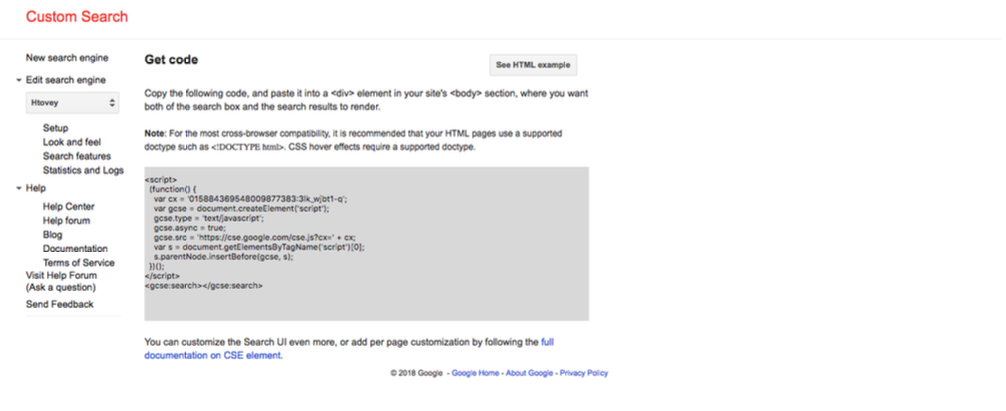 Custom Search
New search engine
Edit search engine
Htovey
Setup
Look and feel
Search features
Statistics and Logs
Help
Help Center
Help forum
Blog
Documentation
Terms of Service
Visit Help Forum
(Ask a question)
Send Feedback
Get code
See HTML example
Copy the following code, and paste it into a <div> element in your site's <body> section, where you want
both of the search box and the search results to render.
Note: For the most cross-browser compatibility, it is recommended that your HTML pages use a supported
doctype such as <!DOCTYPE html>. CSS hover effects require a supported doctype.
<script>
(function() {
var cx = '015884369548009877383:3lk_wjbt1-q';
var gcse = document.createElement('script');
gcse.type = 'text/javascript';
gcse.async = true;
gcse.src = 'https://cse.google.com/cse.js?cx=' + cx;
var s = document.getElementsByTagName('script')[0];
s.parentNode.insertBefore(gcse, s);
})();
</script>
<gcse:search></gcse:search>
You can customize the Search UI even more, or add per page customization by following the full
documentation on CSE element.
© 2018 Google - Google Home - About Google - Privacy Policy